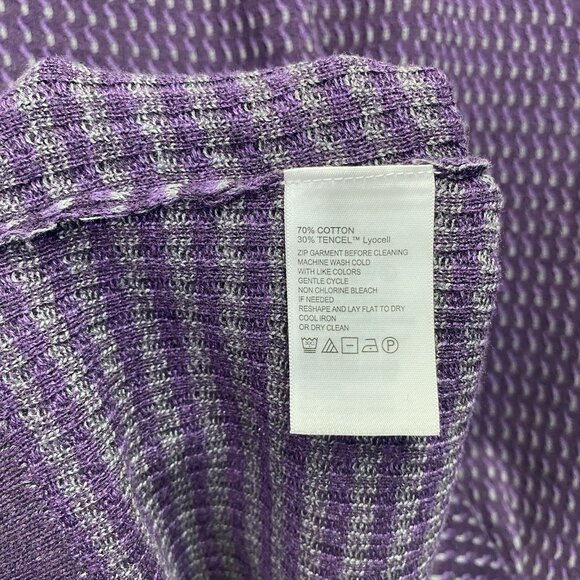 70% COTTON
30% TENCEL™ Lyocell
ZIP GARMENT BEFORE CLEANING
MACHINE WASH COLD
WITH LIKE COLORS
GENTLE CYCLE
NON CHLORINE BLEACH
IF NEEDED
RESHAPE AND LAY FLAT TO DRY
COOL IRON
OR DRY CLEAN
P